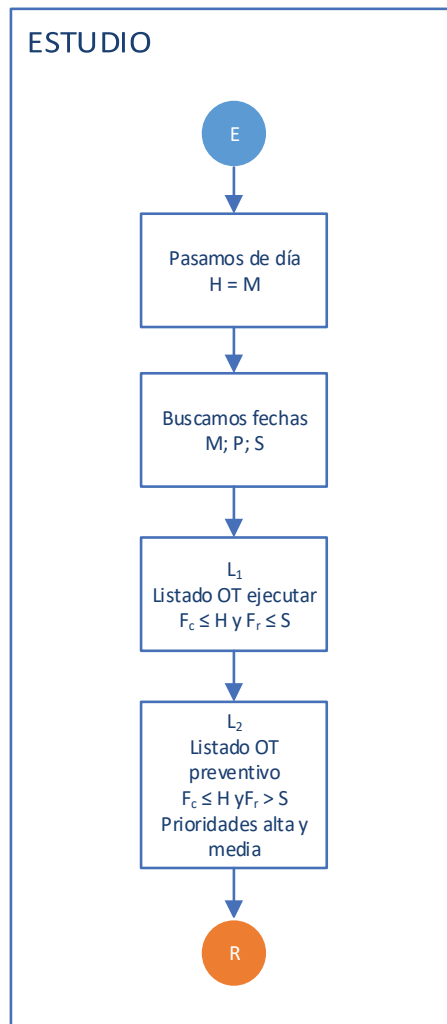 ESTUDIO
E
Pasamos de día
H = M
Buscamos fechas
M; P; S
L₁
Listado OT ejecutar
F꜀ ≤ H y Fᵣ ≤ S
L₂
Listado OT
preventivo
F꜀ ≤ H yFᵣ > S
Prioridades alta y
media
R